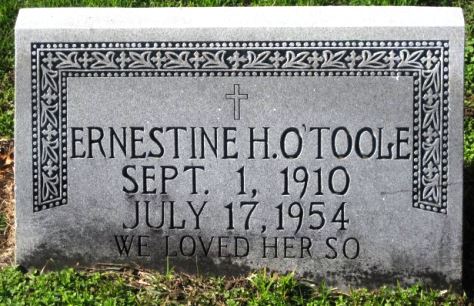 ERNESTINE H. O'TOOLE
SEPT. 1, 1910
JULY 17, 1954
WE LOVED HER SO